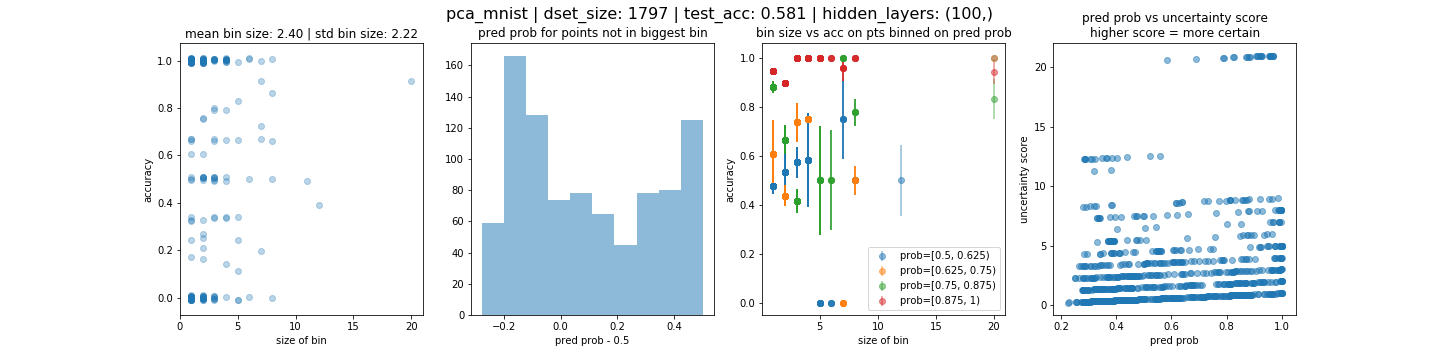 pca_mnist | dset_size: 1797 | test_acc: 0.581 | hidden_layers: (100,)
mean bin size: 2.40 | std bin size: 2.22
accuracy
1.0
0.8
0.6
0.4
0.2
0.0
0
5
10
15
20
size of bin
pred prob for points not in biggest bin
160
140
120
100
80
60
40
20
0
−0.2
0.0
0.2
0.4
pred prob - 0.5
bin size vs acc on pts binned on pred prob
accuracy
1.0
0.8
0.6
0.4
0.2
0.0
prob=[0.5, 0.625)
prob=[0.625, 0.75)
prob=[0.75, 0.875)
prob=[0.875, 1)
5
10
15
20
size of bin
pred prob vs uncertainty score
higher score = more certain
uncertainty score
20
15
10
5
0
0.2
0.4
0.6
0.8
1.0
pred prob